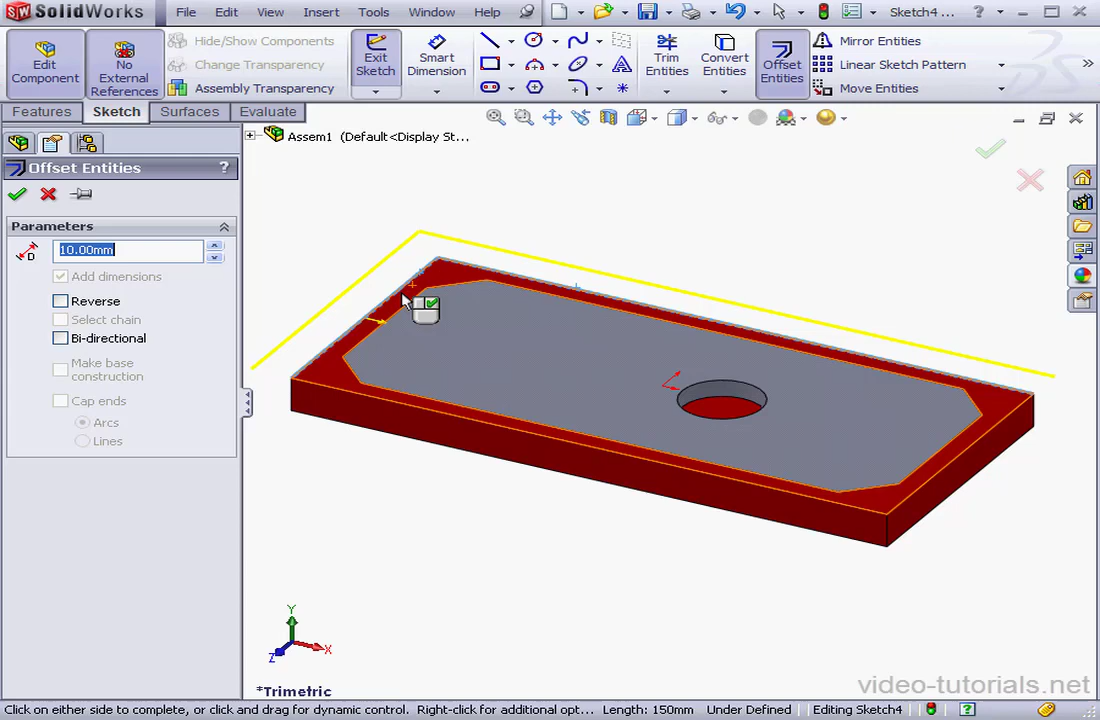 SolidWorks File Edit View Insert Tools Window Help Sketch4 ... ?
Edit Component
No External References
Hide/Show Components
Change Transparency
Assembly Transparency
Exit Sketch
Smart Dimension
Trim Entities
Convert Entities
Offset Entities
Mirror Entities
Linear Sketch Pattern
Move Entities
Features Sketch Surfaces Evaluate
Assem1 (Default<Display St...
Offset Entities ?
Parameters
D 10.00mm
Add dimensions
Reverse
Select chain
Bi-directional
Make base construction
Cap ends
Arcs
Lines
Y
X
Z
*Trimetric
video-tutorials.net
Click on either side to complete, or click and drag for dynamic control. Right-click for additional opt... Length: 150mm Under Defined Editing Sketch4 ?